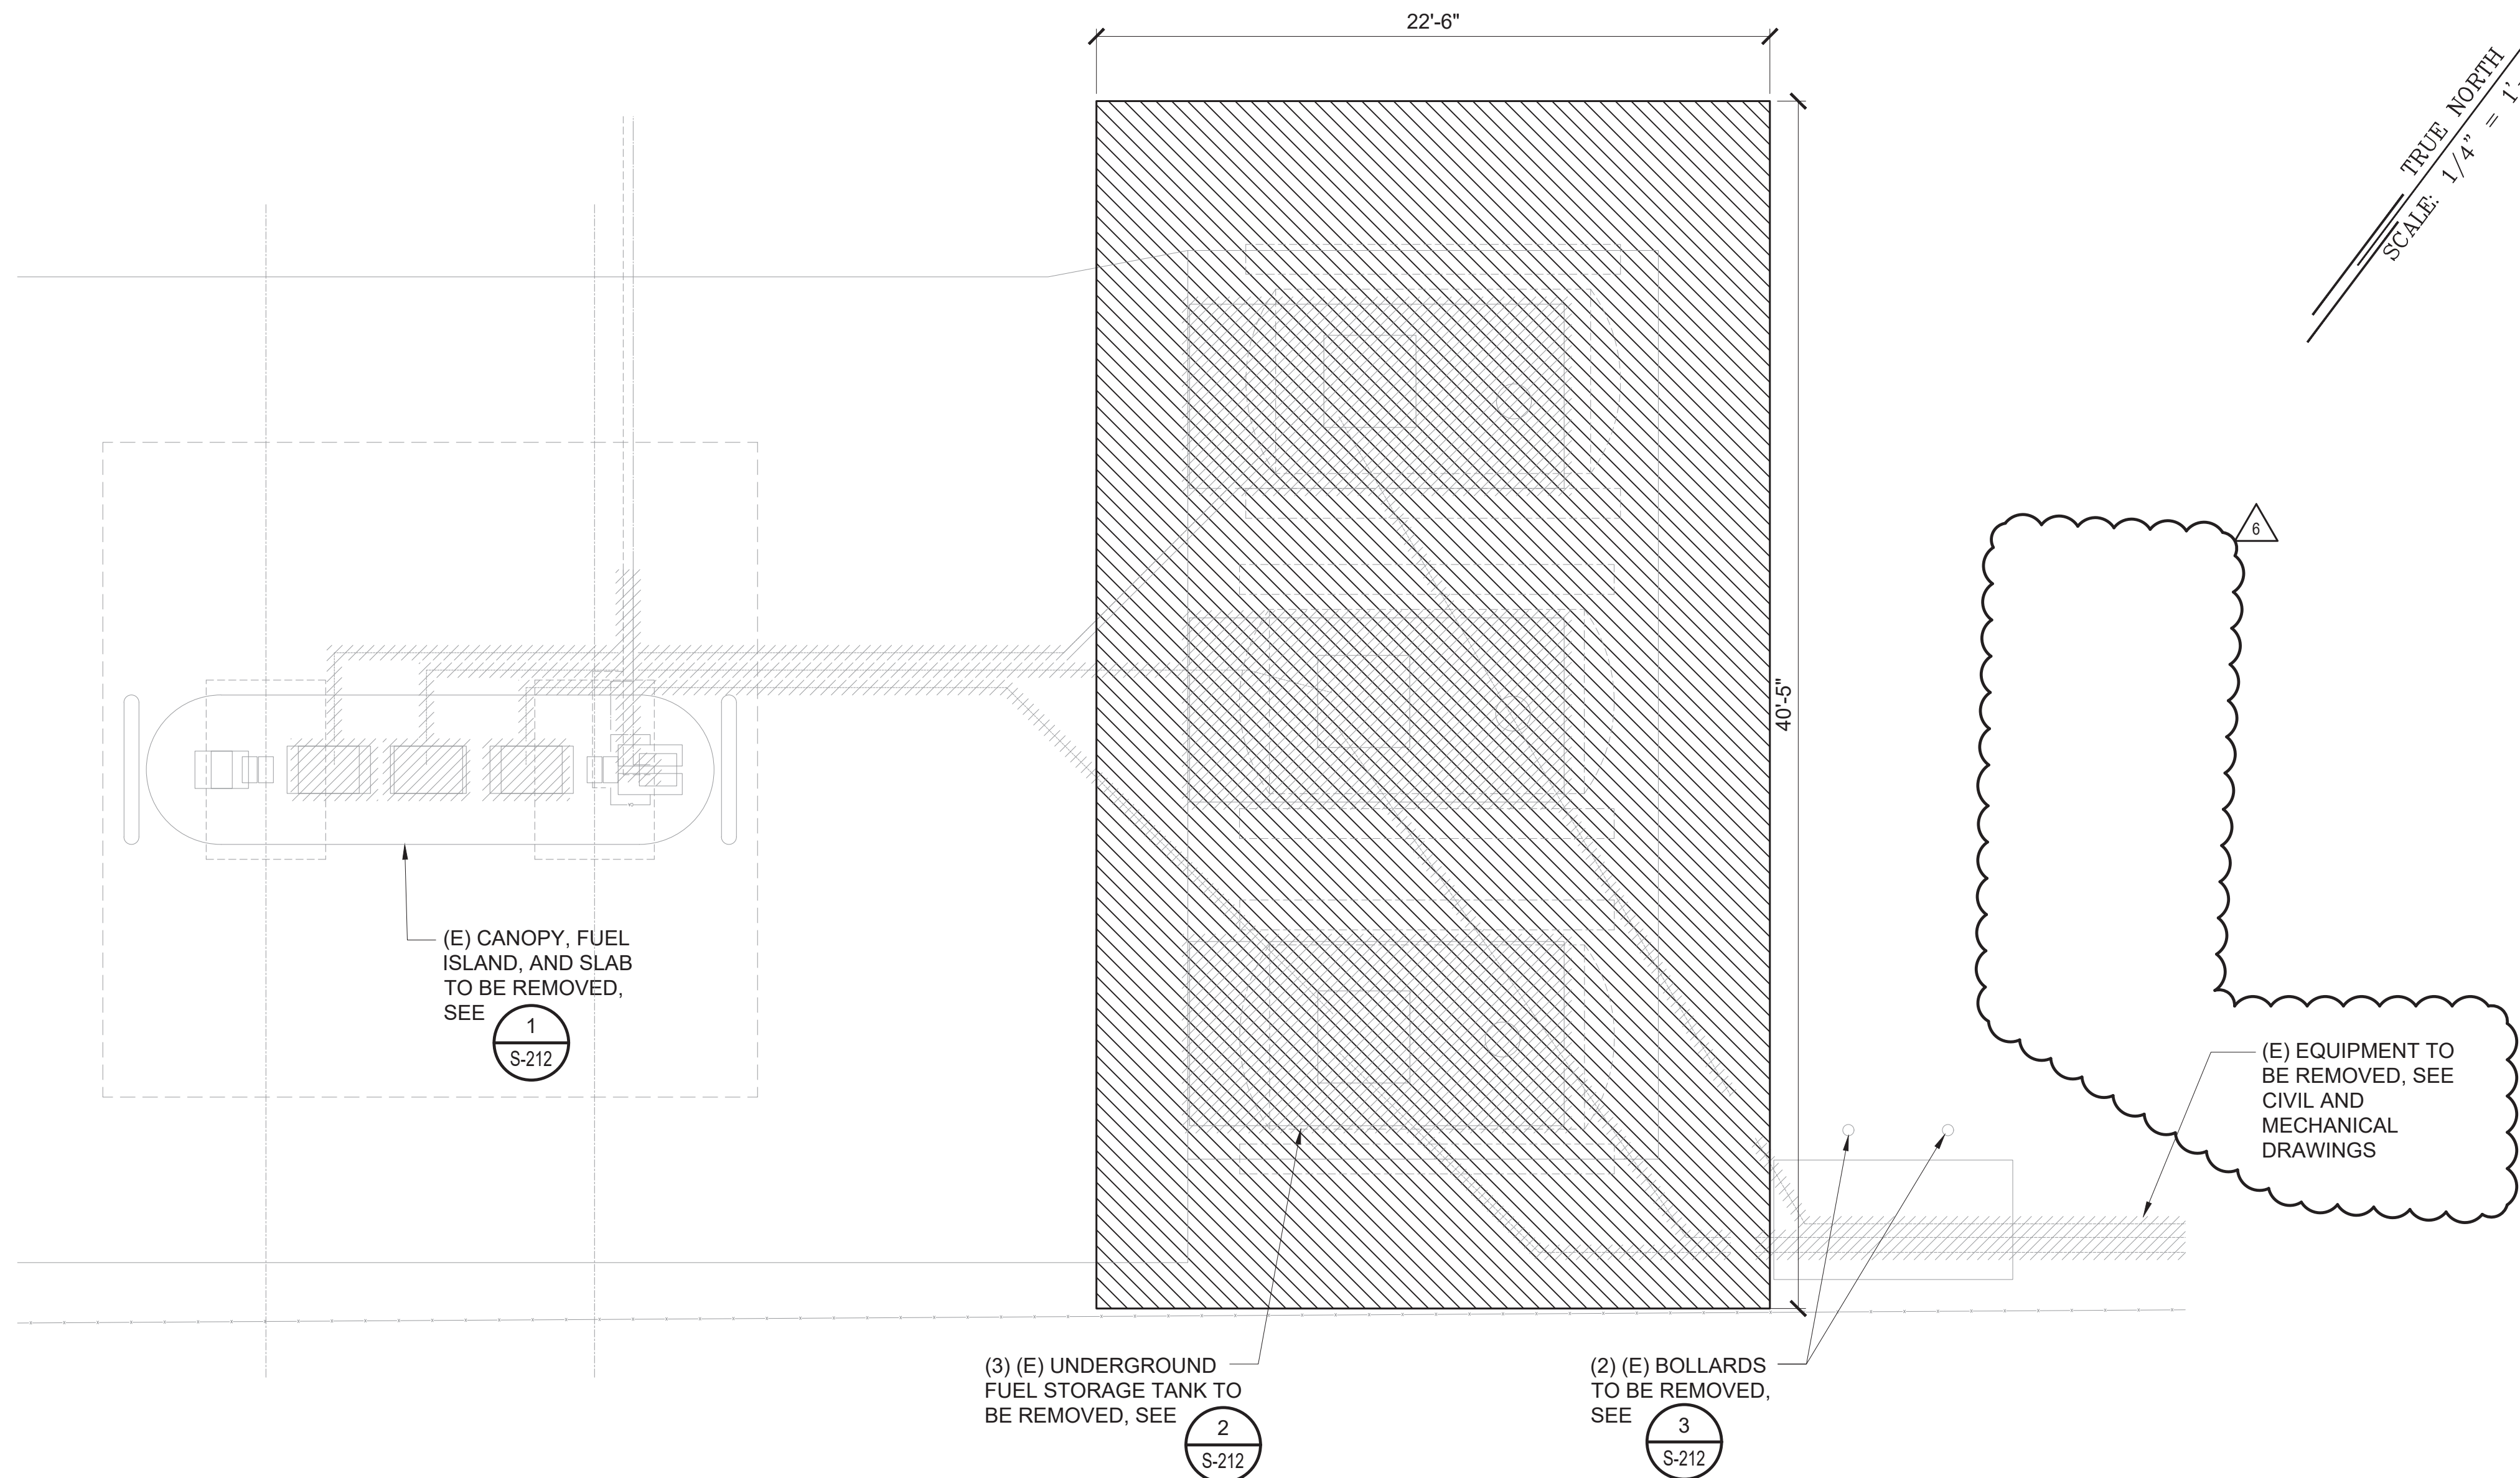 22'-6"
TRUE NORTH
SCALE: 1/4" = 1'
6
40'-5"
(E) CANOPY, FUEL
ISLAND, AND SLAB
TO BE REMOVED,
SEE
1
S-212
(E) EQUIPMENT TO
BE REMOVED, SEE
CIVIL AND
MECHANICAL
DRAWINGS
(3) (E) UNDERGROUND
FUEL STORAGE TANK TO
BE REMOVED, SEE
2
S-212
(2) (E) BOLLARDS
TO BE REMOVED,
SEE
3
S-212